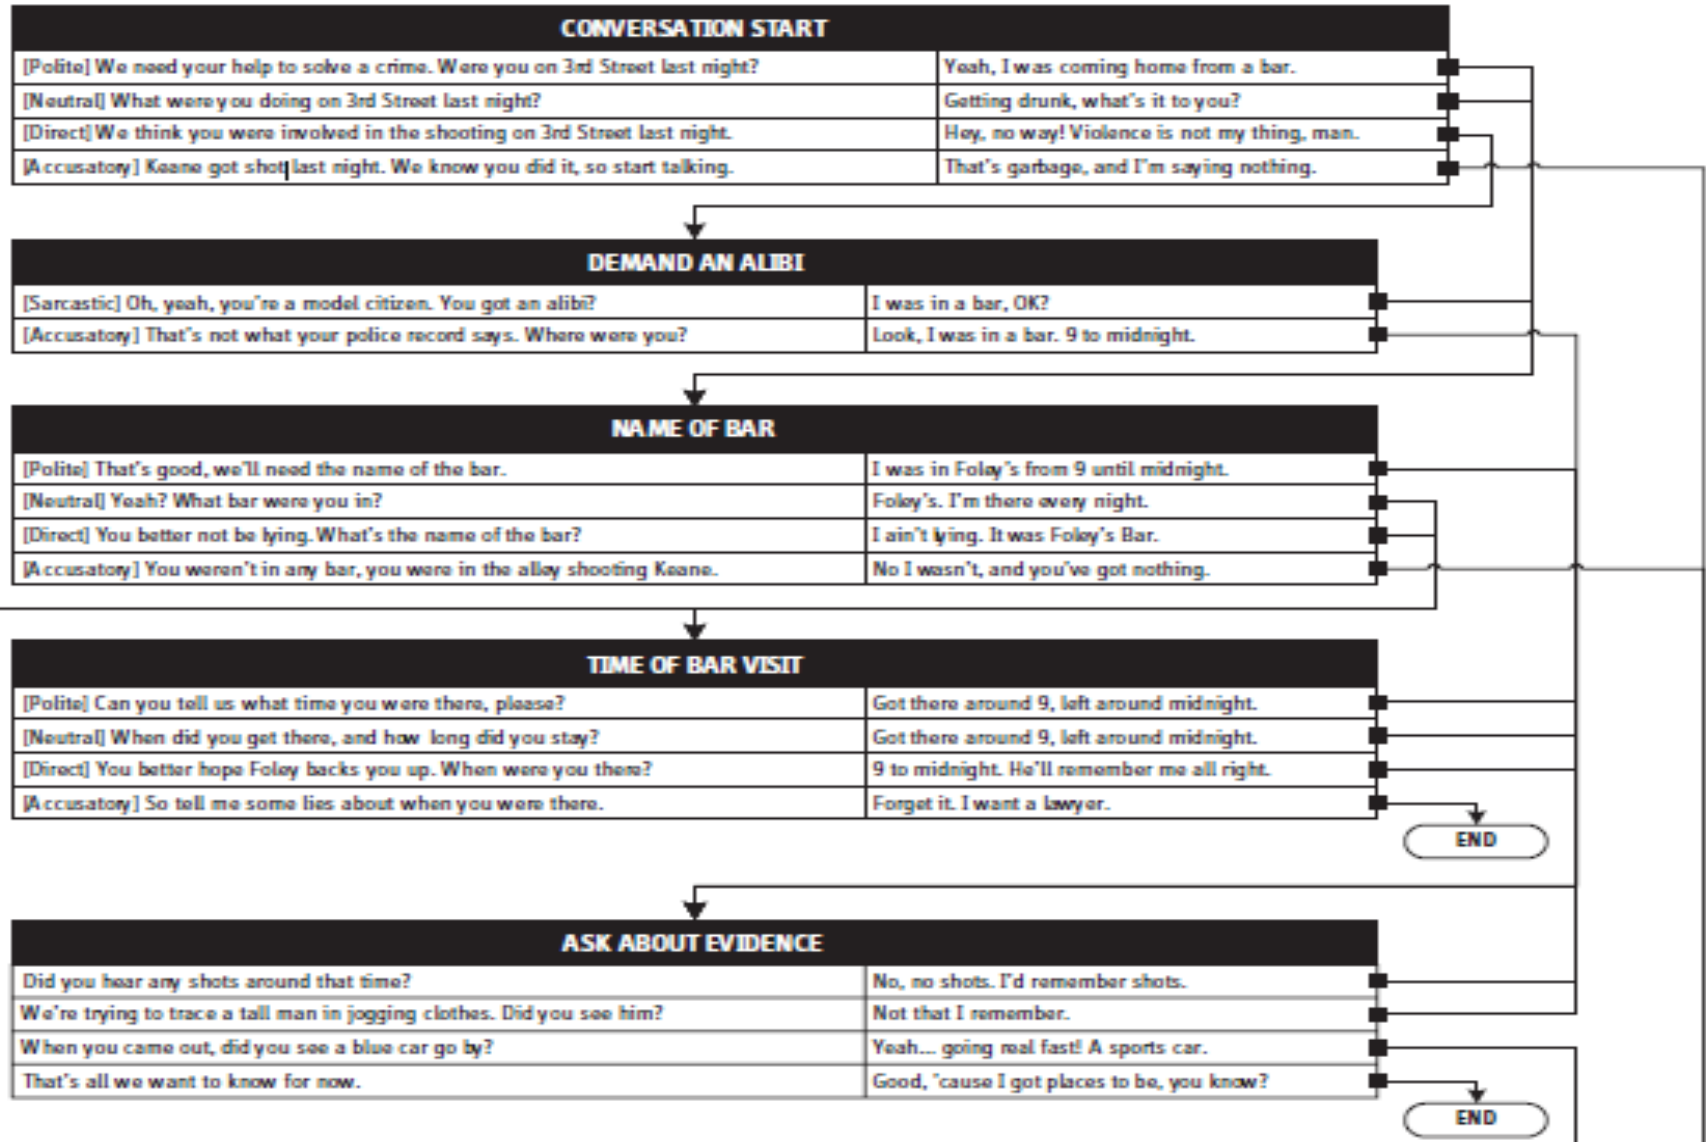 CONVERSATION START
[Polite] We need your help to solve a crime. Were you on 3rd Street last night? Yeah, I was coming home from a bar.
[Neutral] What were you doing on 3rd Street last night? Getting drunk, what's it to you?
[Direct] We think you were involved in the shooting on 3rd Street last night. Hey, no way! Violence is not my thing, man.
[Accusatory] Keane got shot last night. We know you did it, so start talking. That's garbage, and I'm saying nothing.
DEMAND AN ALIBI
[Sarcastic] Oh, yeah, you're a model citizen. You got an alibi? I was in a bar, OK?
[Accusatory] That's not what your police record says. Where were you? Look, I was in a bar. 9 to midnight.
NAME OF BAR
[Polite] That's good, we'll need the name of the bar. I was in Foley's from 9 until midnight.
[Neutral] Yeah? What bar were you in? Foley's. I'm there every night.
[Direct] You better not be lying. What's the name of the bar? I ain't lying. It was Foley's Bar.
[Accusatory] You weren't in any bar, you were in the alley shooting Keane. No I wasn't, and you've got nothing.
TIME OF BAR VISIT
[Polite] Can you tell us what time you were there, please? Got there around 9, left around midnight.
[Neutral] When did you get there, and how long did you stay? Got there around 9, left around midnight.
[Direct] You better hope Foley backs you up. When were you there? 9 to midnight. He'll remember me all right.
[Accusatory] So tell me some lies about when you were there. Forget it. I want a lawyer.
END
ASK ABOUT EVIDENCE
Did you hear any shots around that time? No, no shots. I'd remember shots.
We're trying to trace a tall man in jogging clothes. Did you see him? Not that I remember.
When you came out, did you see a blue car go by? Yeah... going real fast! A sports car.
That's all we want to know for now. Good, 'cause I got places to be, you know?
END